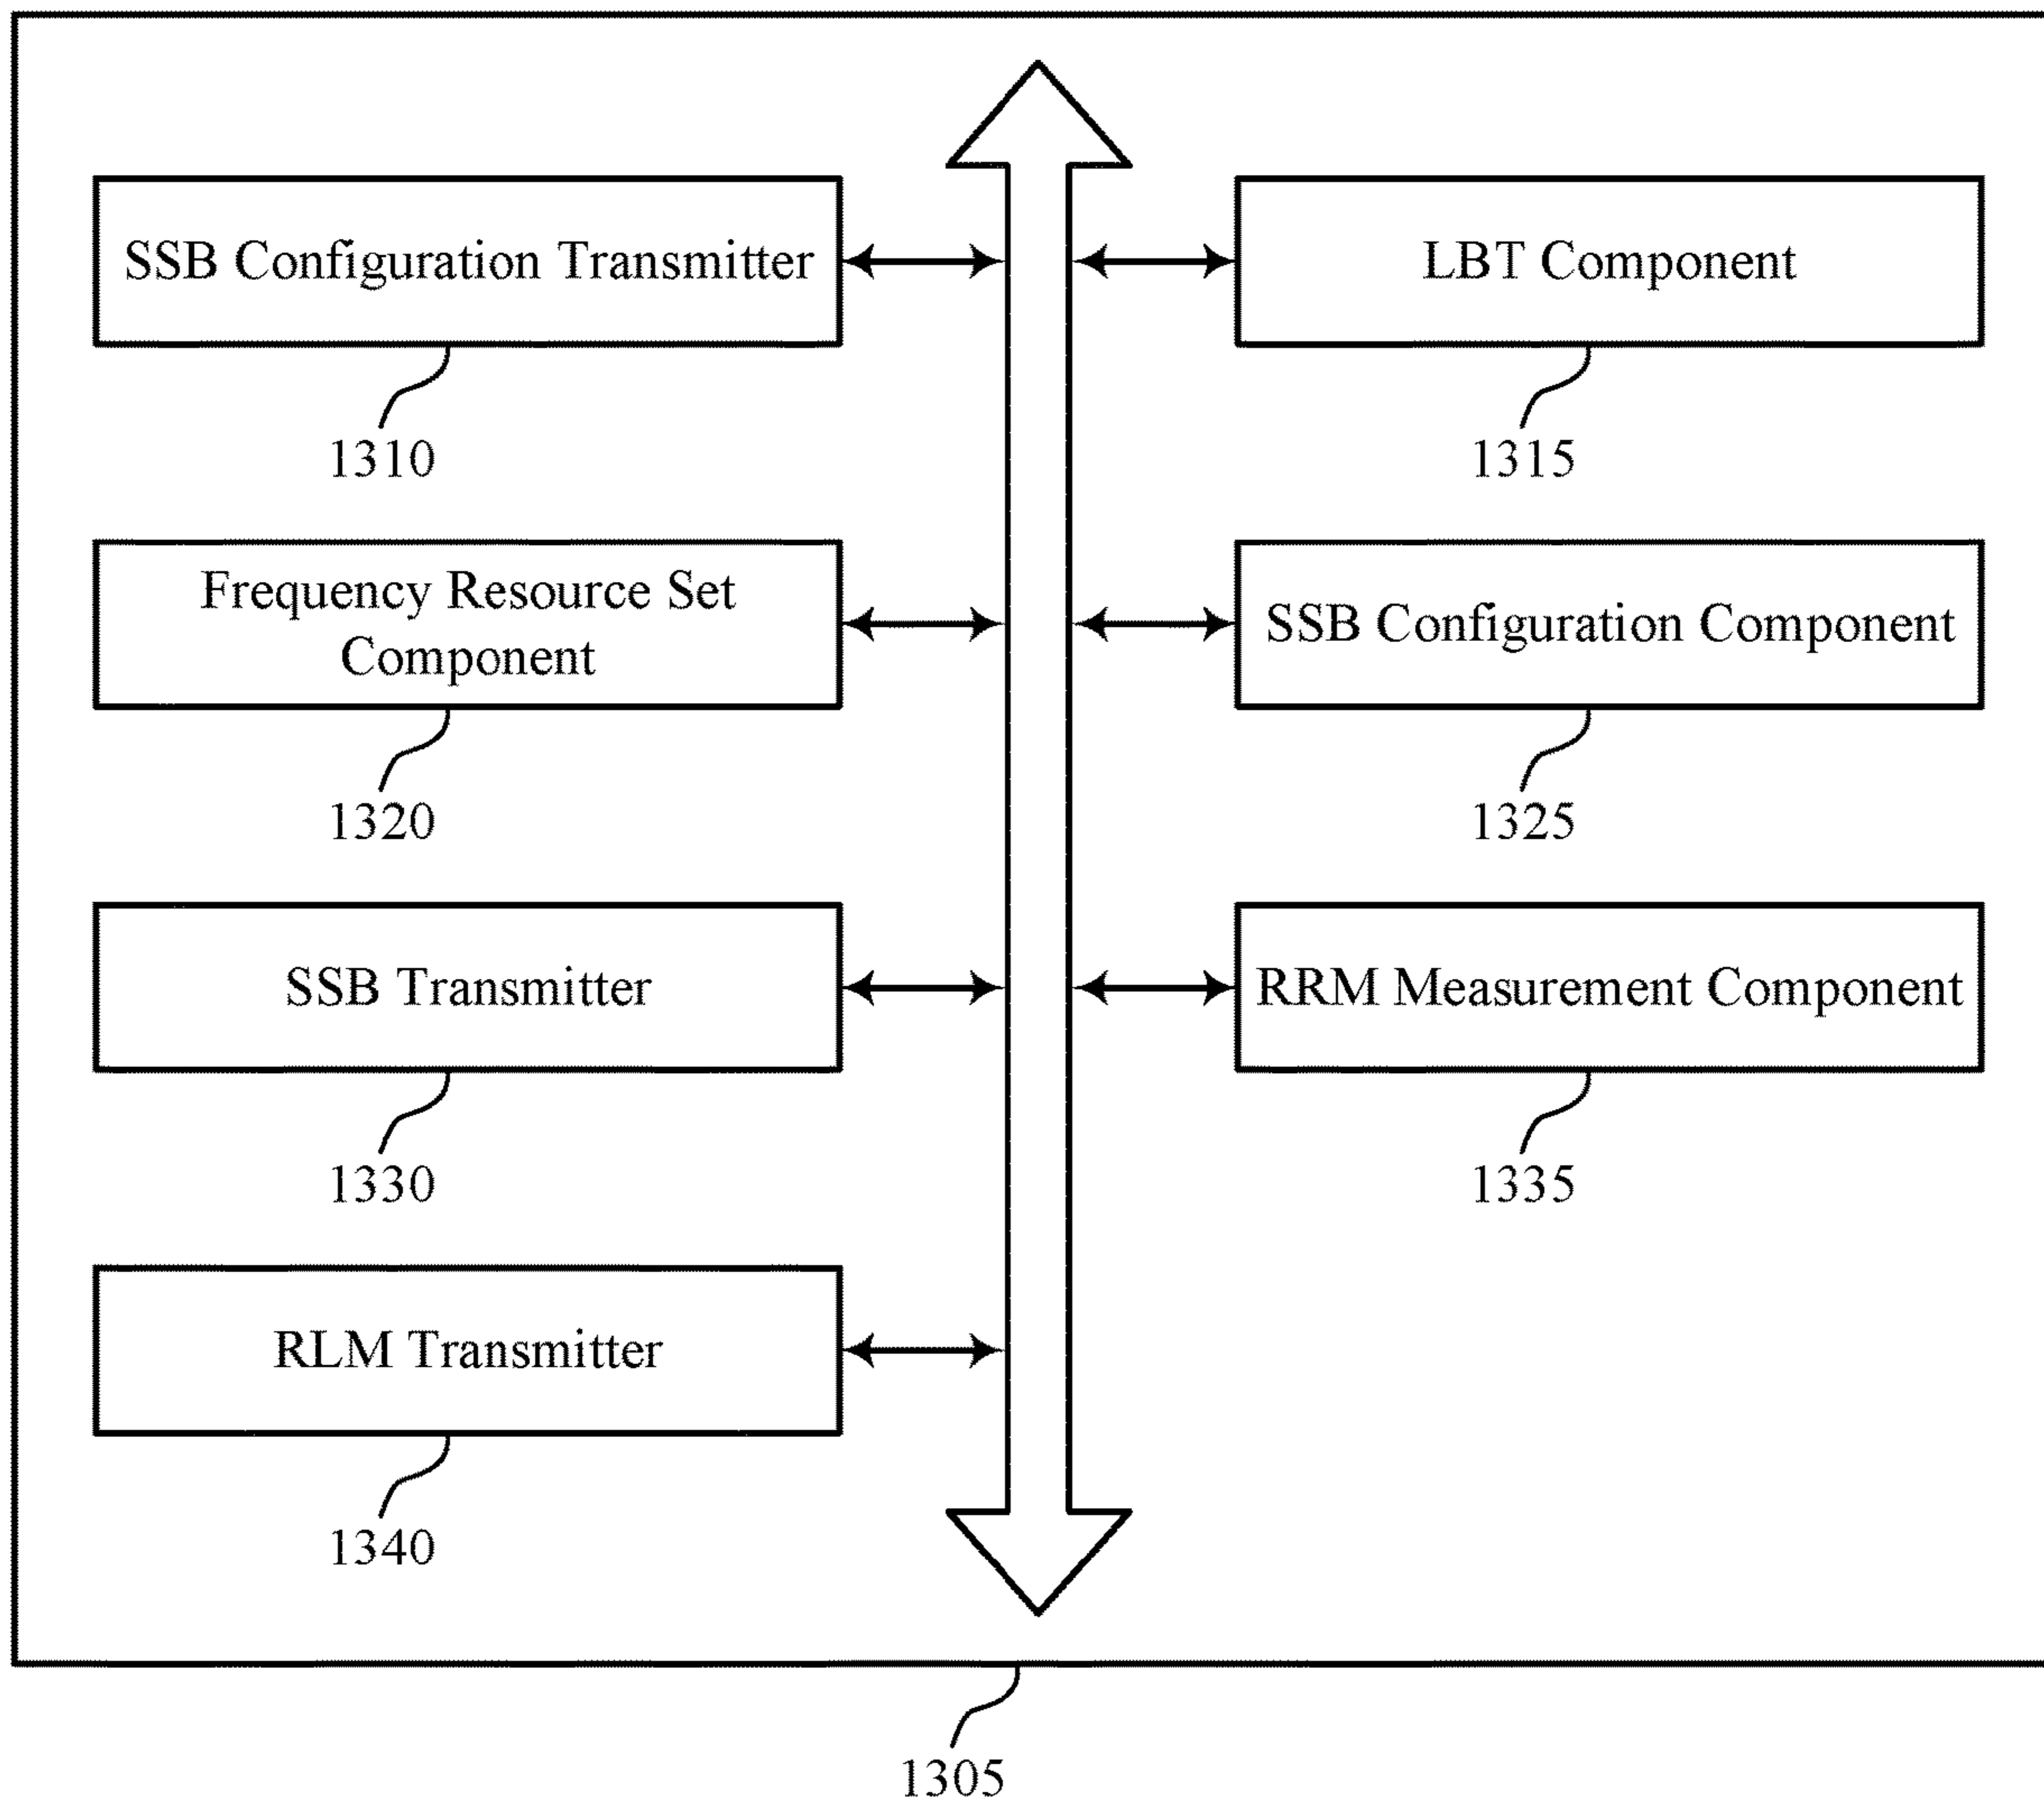 SSB Configuration Transmitter
LBT Component
1310
1315
Frequency Resource Set
Component
SSB Configuration Component
1320
1325
SSB Transmitter
RRM Measurement Component
1330
1335
RLM Transmitter
1340
1305